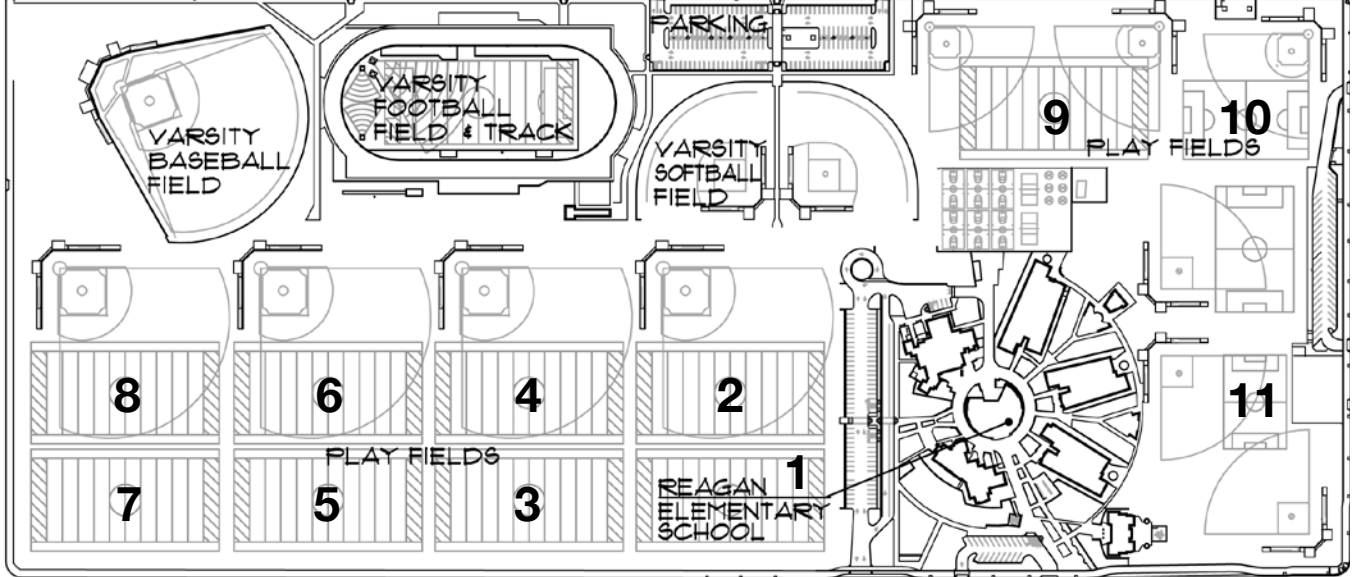 PARKING
VARSITY
FOOTBALL
FIELD & TRACK
VARSITY
BASEBALL
FIELD
VARSITY
SOFTBALL
FIELD
9
10
PLAY FIELDS
8
6
4
2
11
PLAY FIELDS
7
5
3
1
REAGAN
ELEMENTARY
SCHOOL